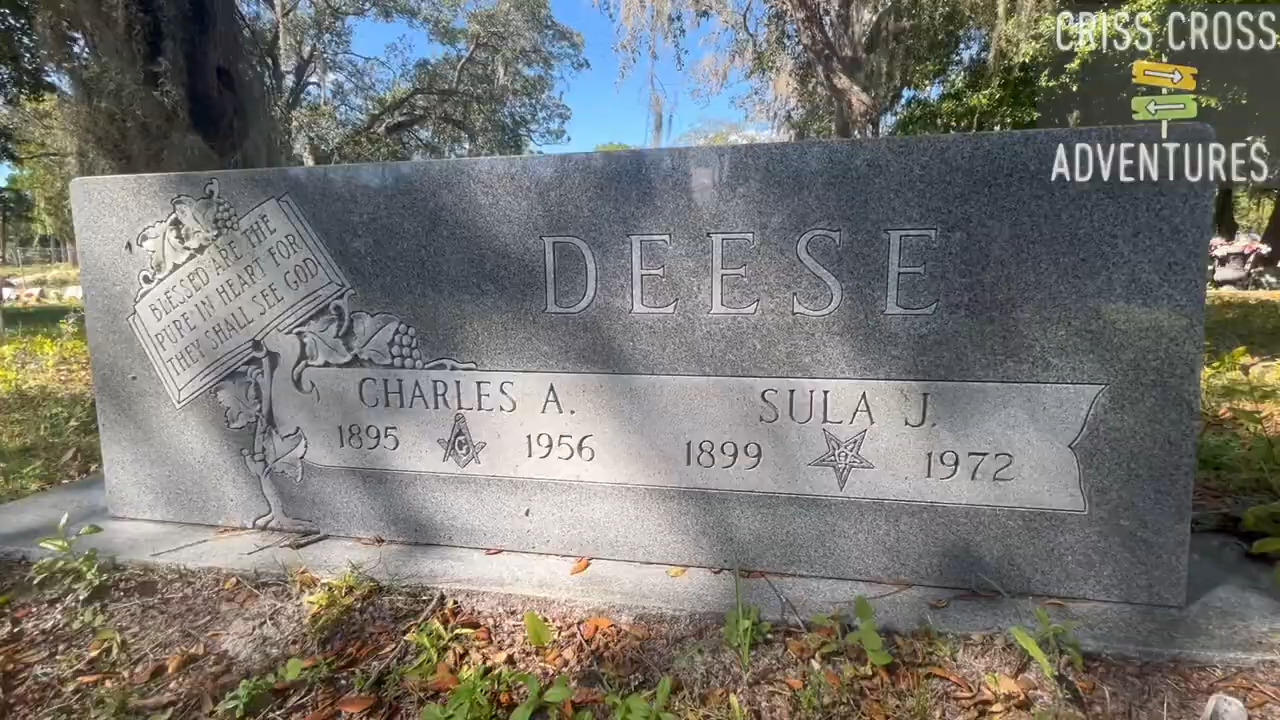 CRISS CROSS
ADVENTURES
BLESSED ARE THE
PURE IN HEART FOR
THEY SHALL SEE GOD
DEESE
CHARLES A.
1895 G 1956
SULA J.
1899 1972